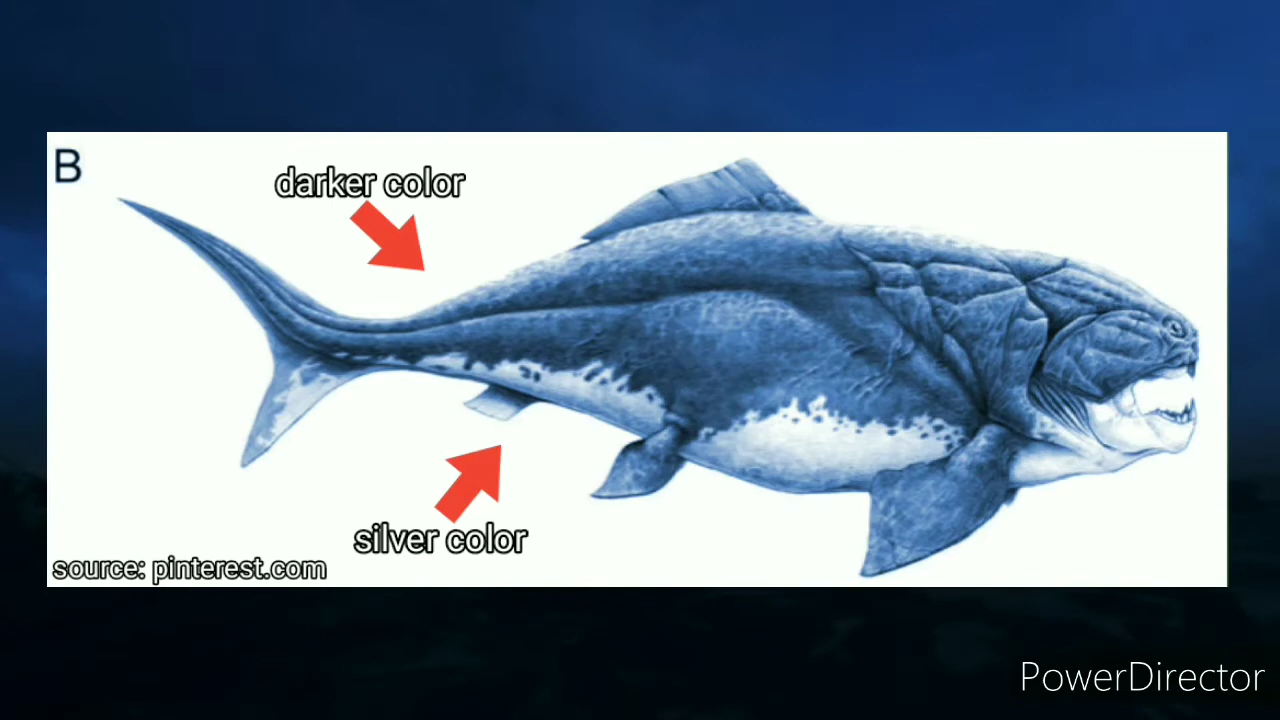 B
darker color
silver color
source: pinterest.com
PowerDirector